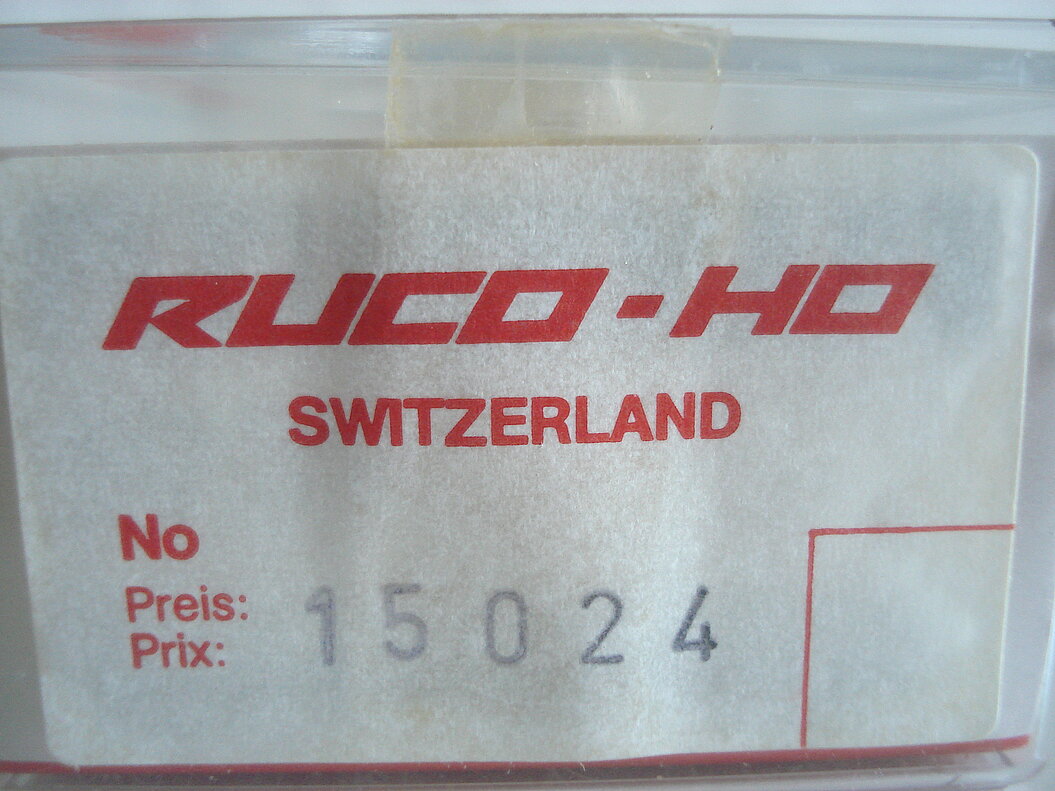 RUCO-HO
SWITZERLAND
No
Preis:
Prix: 15024